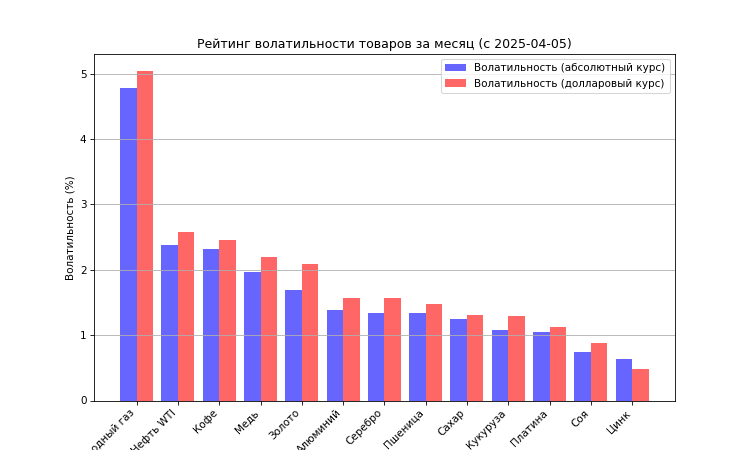 Рейтинг волатильности товаров за месяц (с 2025-04-05)
Волатильность (абсолютный курс)
Волатильность (долларовый курс)
Волатильность (%)
5
4
3
2
1
0
одный газ
Нефть WTI
Кофе
Медь
Золото
Алюминий
Серебро
Пшеница
Сахар
Кукуруза
Платина
Соя
Цинк